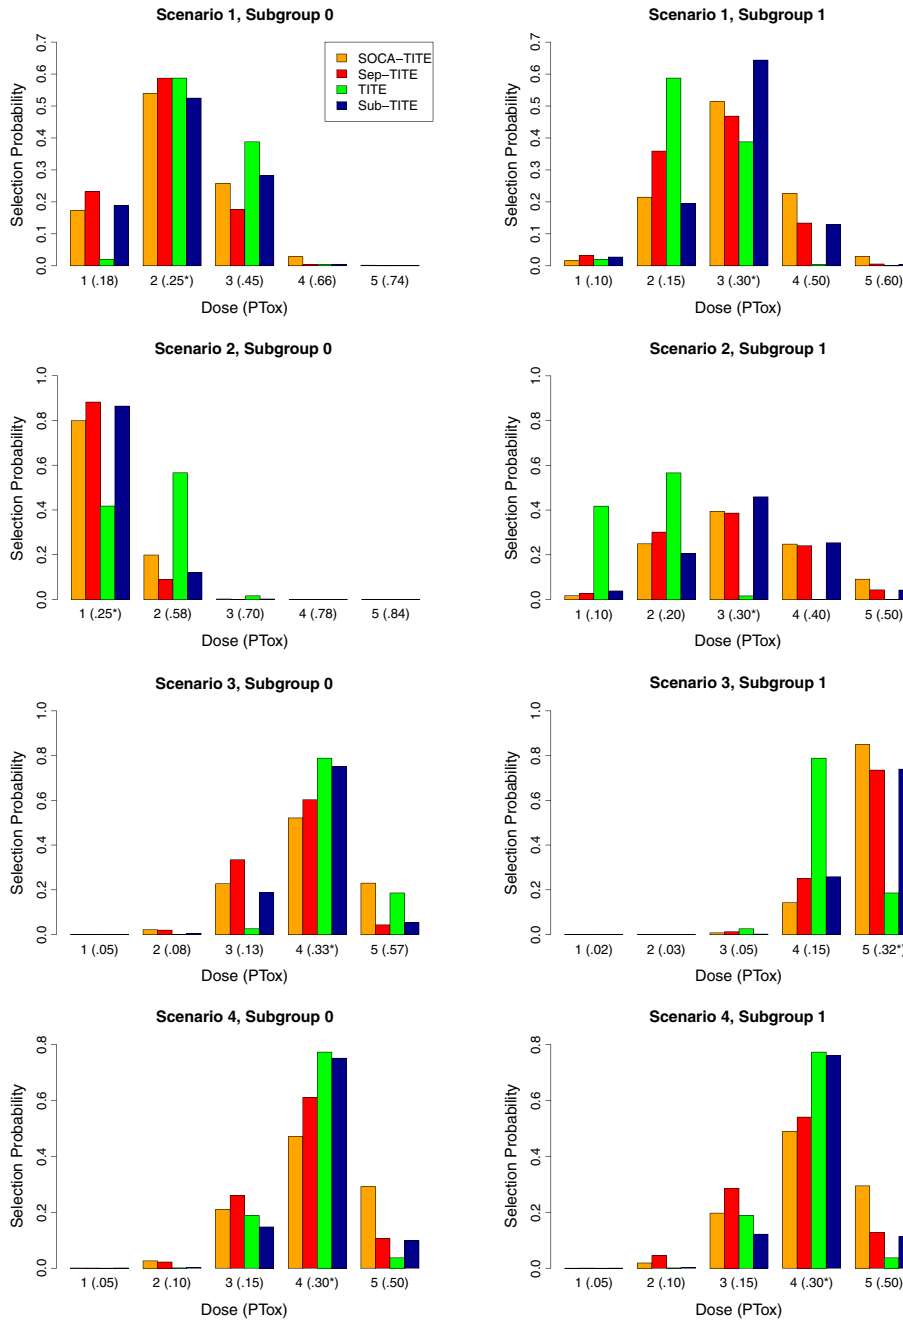 Scenario 1, Subgroup 0
Selection Probability
0.0 0.1 0.2 0.3 0.4 0.5 0.6 0.7
SOCA−TITE
Sep−TITE
TITE
Sub−TITE
1 (.18) 2 (.25*) 3 (.45) 4 (.66) 5 (.74)
Dose (PTox)
Scenario 1, Subgroup 1
Selection Probability
0.0 0.1 0.2 0.3 0.4 0.5 0.6 0.7
1 (.10) 2 (.15) 3 (.30*) 4 (.50) 5 (.60)
Dose (PTox)
Scenario 2, Subgroup 0
Selection Probability
0.0 0.2 0.4 0.6 0.8 1.0
1 (.25*) 2 (.58) 3 (.70) 4 (.78) 5 (.84)
Dose (PTox)
Scenario 2, Subgroup 1
Selection Probability
0.0 0.2 0.4 0.6 0.8 1.0
1 (.10) 2 (.20) 3 (.30*) 4 (.40) 5 (.50)
Dose (PTox)
Scenario 3, Subgroup 0
Selection Probability
0.0 0.2 0.4 0.6 0.8 1.0
1 (.05) 2 (.08) 3 (.13) 4 (.33*) 5 (.57)
Dose (PTox)
Scenario 3, Subgroup 1
Selection Probability
0.0 0.2 0.4 0.6 0.8 1.0
1 (.02) 2 (.03) 3 (.05) 4 (.15) 5 (.32*)
Dose (PTox)
Scenario 4, Subgroup 0
Selection Probability
0.0 0.2 0.4 0.6 0.8
1 (.05) 2 (.10) 3 (.15) 4 (.30*) 5 (.50)
Dose (PTox)
Scenario 4, Subgroup 1
Selection Probability
0.0 0.2 0.4 0.6 0.8
1 (.05) 2 (.10) 3 (.15) 4 (.30*) 5 (.50)
Dose (PTox)